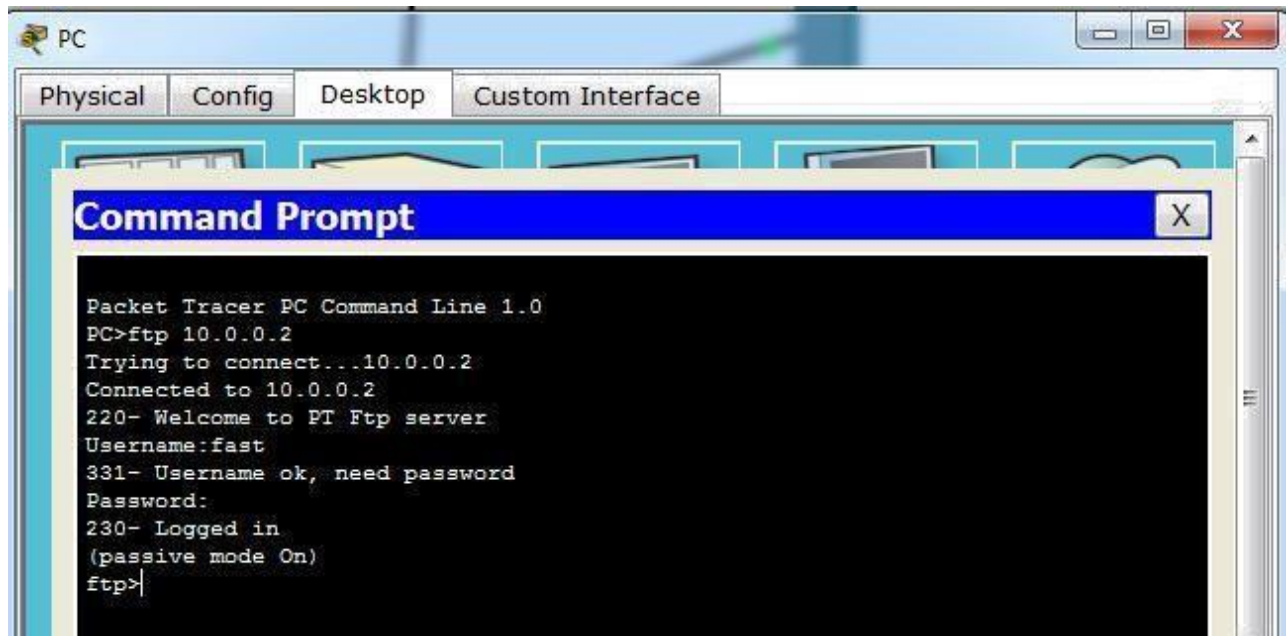 PC
Physical Config Desktop Custom Interface
Command Prompt X
Packet Tracer PC Command Line 1.0
PC>ftp 10.0.0.2
Trying to connect...10.0.0.2
Connected to 10.0.0.2
220- Welcome to PT Ftp server
Username:fast
331- Username ok, need password
Password:
230- Logged in
(passive mode On)
ftp>